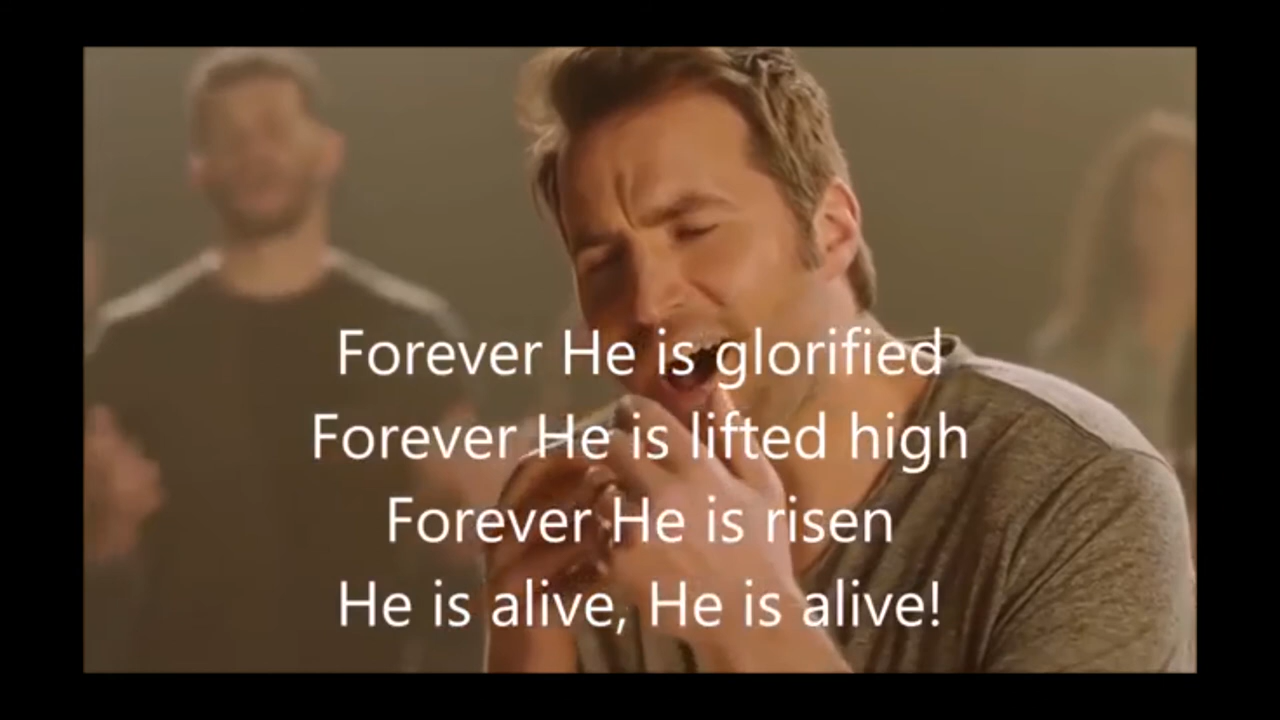 Forever He is glorified
Forever He is lifted high
Forever He is risen
He is alive, He is alive!